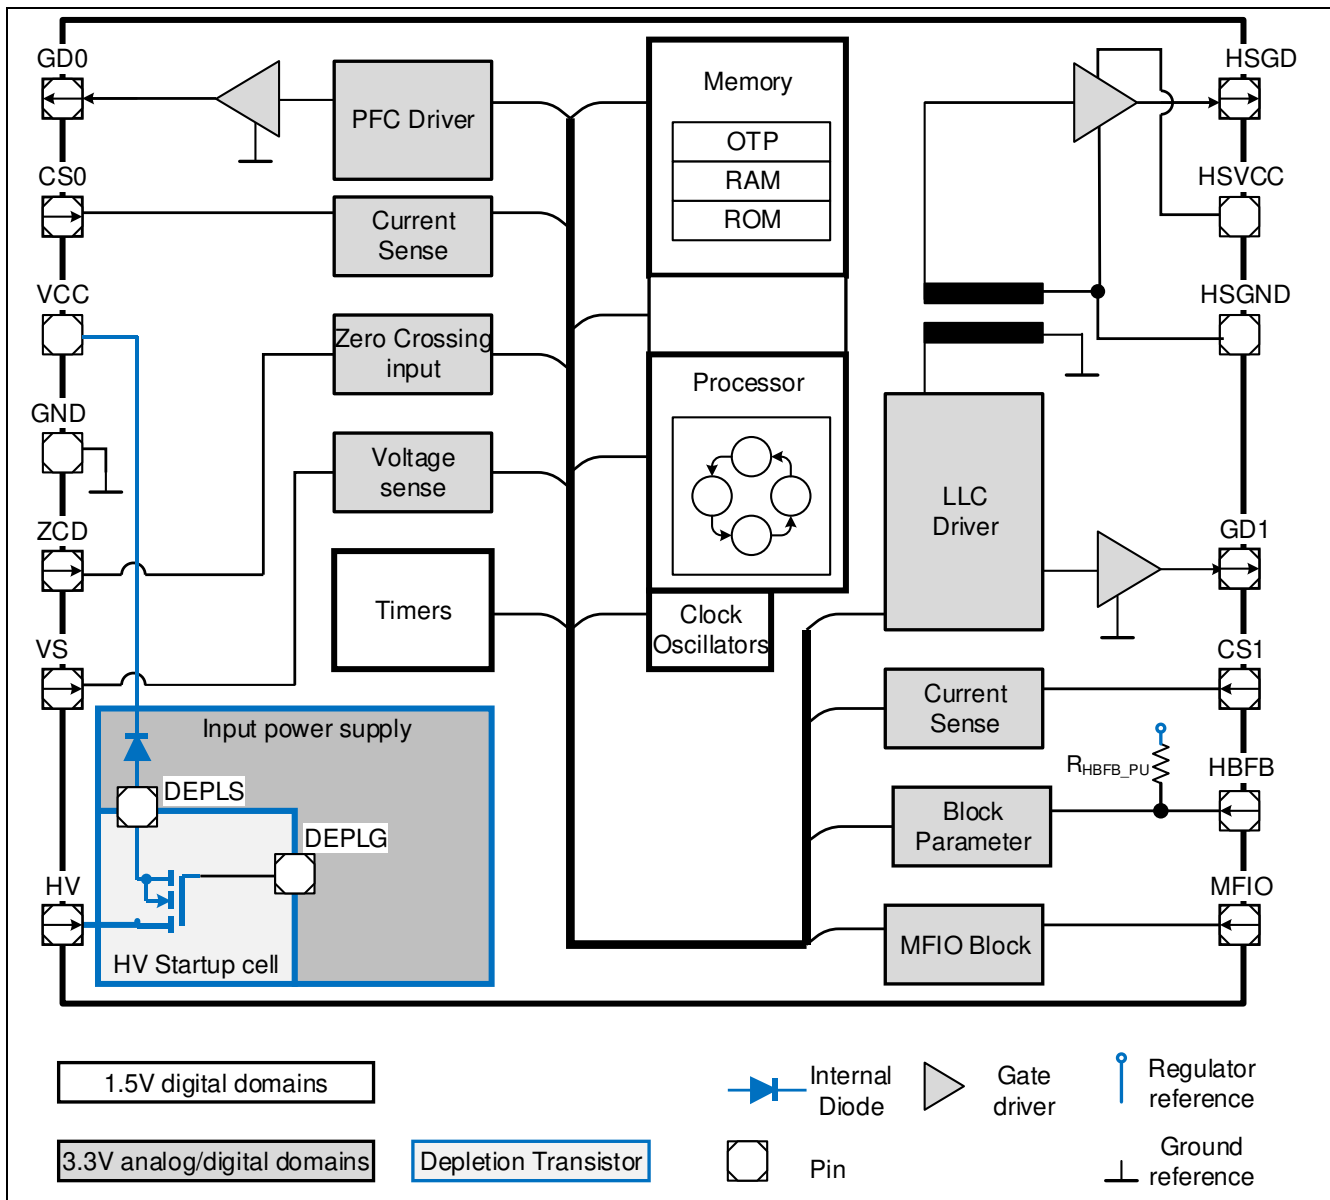 GD0
PFC Driver
Memory
OTP
RAM
ROM
HSGD
CS0
Current
Sense
HSVCC
VCC
Zero Crossing
input
Processor
HSGND
GND
Voltage
sense
LLC
Driver
ZCD
GD1
Timers
Clock
Oscillators
VS
CS1
Current
Sense
Input power supply
RHBFB_PU
HBFB
DEPLS
Block
Parameter
DEPLG
HV
MFIO
MFIO Block
HV Startup cell
1.5V digital domains
Internal
Diode
Gate
driver
Regulator
reference
3.3V analog/digital domains
Depletion Transistor
Pin
Ground
reference